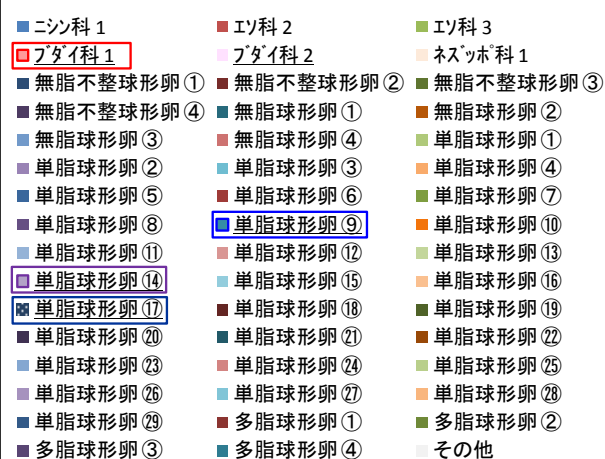 ニシン科1 エソ科2 エソ科3
ブダイ科1 ブダイ科2 ネズッポ科1
無脂不整球形卵① 無脂不整球形卵② 無脂不整球形卵③
無脂不整球形卵④ 無脂球形卵① 無脂球形卵②
無脂球形卵③ 無脂球形卵④ 単脂球形卵①
単脂球形卵② 単脂球形卵③ 単脂球形卵④
単脂球形卵⑤ 単脂球形卵⑥ 単脂球形卵⑦
単脂球形卵⑧ 単脂球形卵⑨ 単脂球形卵⑩
単脂球形卵⑪ 単脂球形卵⑫ 単脂球形卵⑬
単脂球形卵⑭ 単脂球形卵⑮ 単脂球形卵⑯
単脂球形卵⑰ 単脂球形卵⑱ 単脂球形卵⑲
単脂球形卵⑳ 単脂球形卵㉑ 単脂球形卵㉒
単脂球形卵㉓ 単脂球形卵㉔ 単脂球形卵㉕
単脂球形卵㉖ 単脂球形卵㉗ 単脂球形卵㉘
単脂球形卵㉙ 多脂球形卵① 多脂球形卵②
多脂球形卵③ 多脂球形卵④ その他